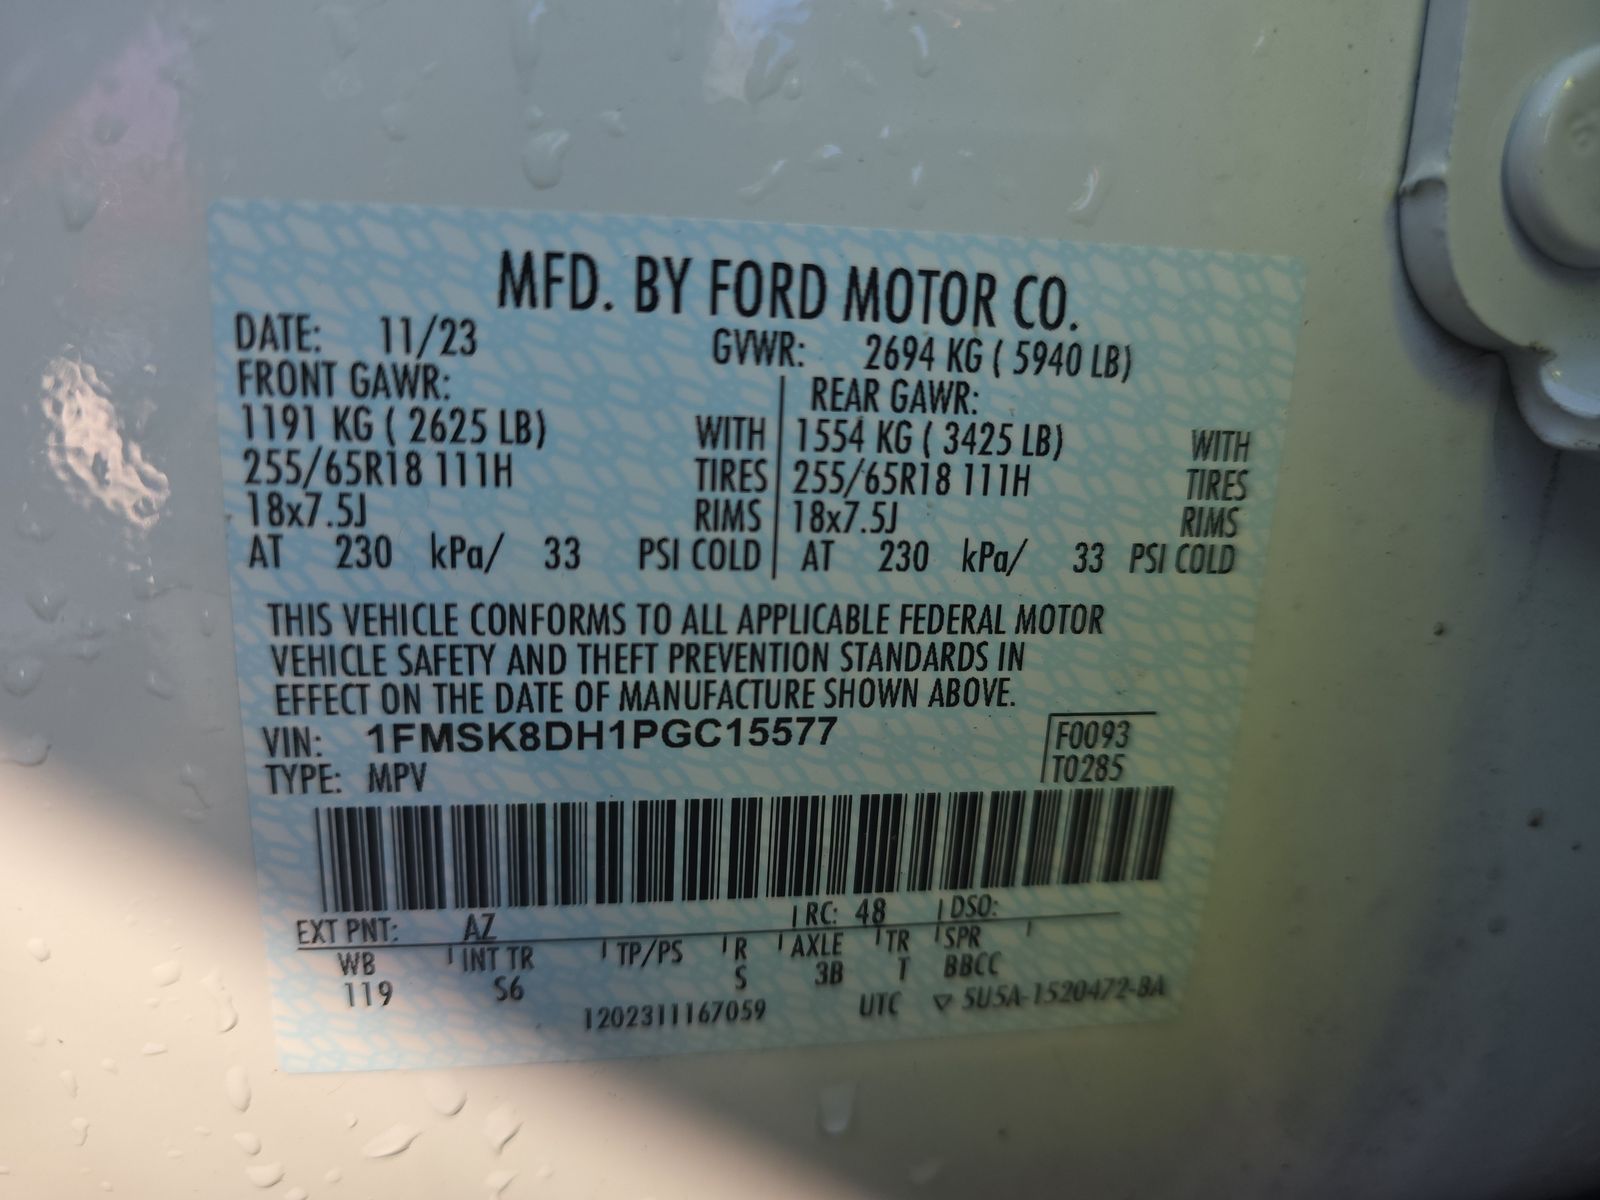 MFD. BY FORD MOTOR CO.
DATE: 11/23 GVWR: 2694 KG ( 5940 LB)
FRONT GAWR: REAR GAWR:
1191 KG ( 2625 LB) WITH 1554 KG ( 3425 LB) WITH
255/65R18 111H TIRES 255/65R18 111H TIRES
18x7.5J RIMS 18x7.5J RIMS
AT 230 kPa/ 33 PSI COLD AT 230 kPa/ 33 PSI COLD
THIS VEHICLE CONFORMS TO ALL APPLICABLE FEDERAL MOTOR
VEHICLE SAFETY AND THEFT PREVENTION STANDARDS IN
EFFECT ON THE DATE OF MANUFACTURE SHOWN ABOVE.
VIN: 1FMSK8DH1PGC15577 F0093
TYPE: MPV T0285
EXT PNT: AZ RC: 48 DSO:
WB INT TR TP/PS R AXLE TR SPR
119 S6 S 3B T BBCC
1202311167059 UTC ▽ 5U5A-1520472-BA